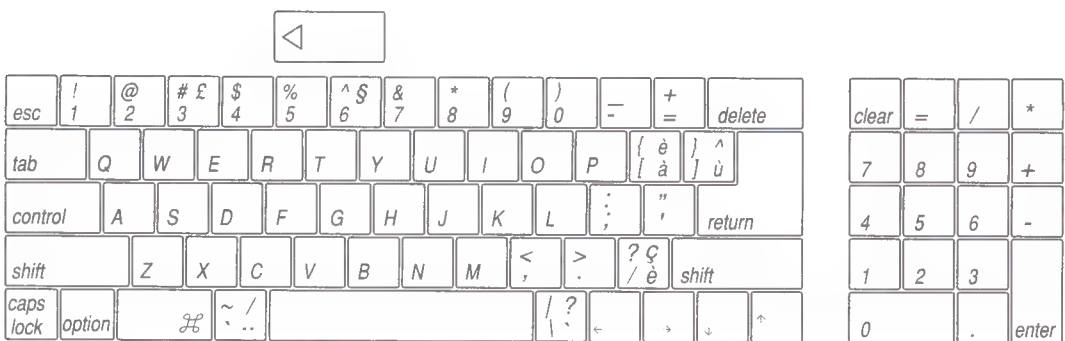 ! @ # £ $ % ^ § & * ( ) _ +
esc 1 2 3 4 5 6 7 8 9 0 - = delete clear = / *
{ è } ^
tab Q W E R T Y U I O P [ à ] ù 7 8 9 +
: "
control A S D F G H J K L ; ' return 4 5 6 -
< > ? Ç
shift Z X C V B N M , . / è shift 1 2 3
caps ~ / | ?
lock option ⌘ ` .. \ ` ← → ↓ ↑ 0 . enter